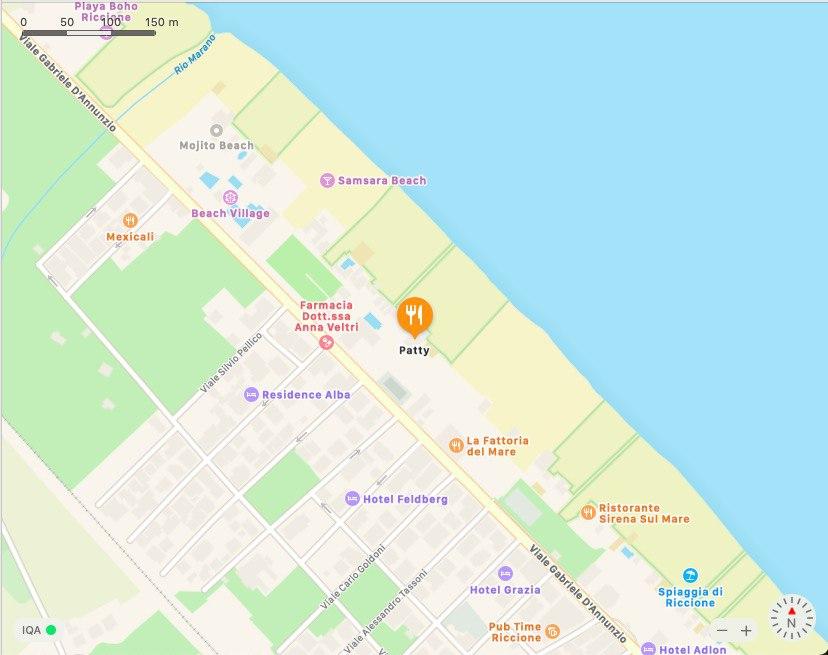 Playa Boho
Riccione
0 50 100 150 m
Rio Marano
Viale Gabriele D'Annunzio
Mojito Beach
Samsara Beach
Beach Village
Mexicali
Farmacia
Dott.ssa
Anna Veltri
Patty
Viale Silvio Pellico
Residence Alba
La Fattoria
del Mare
Hotel Feldberg
Ristorante
Sirena Sul Mare
Viale Gabriele D'Annunzio
Viale Carlo Goldoni
Viale Alessandro Tassoni
Hotel Grazia
Spiaggia di
Riccione
Pub Time
Riccione
Hotel Adlon
IQA
− +
N